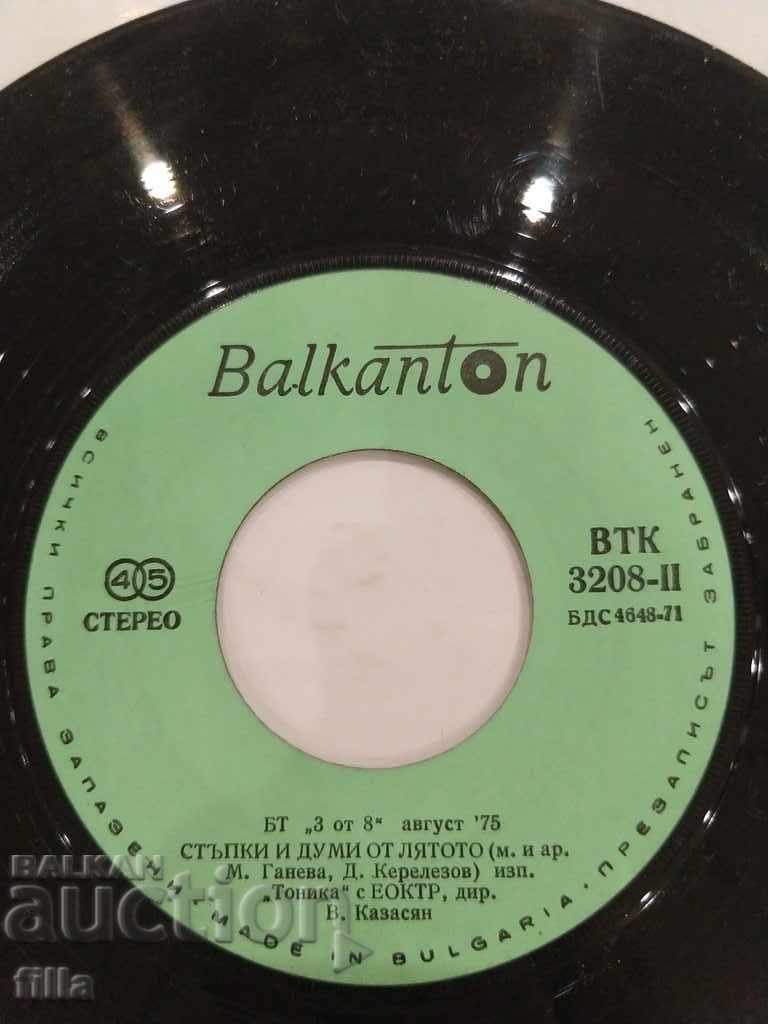 Balkanton
45
СТЕРЕО
ВТК
3208-II
БДС 4648-71
БТ „3 от 8“ август '75
СТЪПКИ И ДУМИ ОТ ЛЯТОТО (м. и ар.
М. Ганева, Д. Керелезов) изп.
„Тоника“ с ЕОКТР, дир.
В. Казасян
ВСИЧКИ ПРАВА ЗАПАЗЕНИ · MADE IN BULGARIA · ПРЕЗАПИСЪТ ЗАБРАНЕН
BALKAN
auction
filla